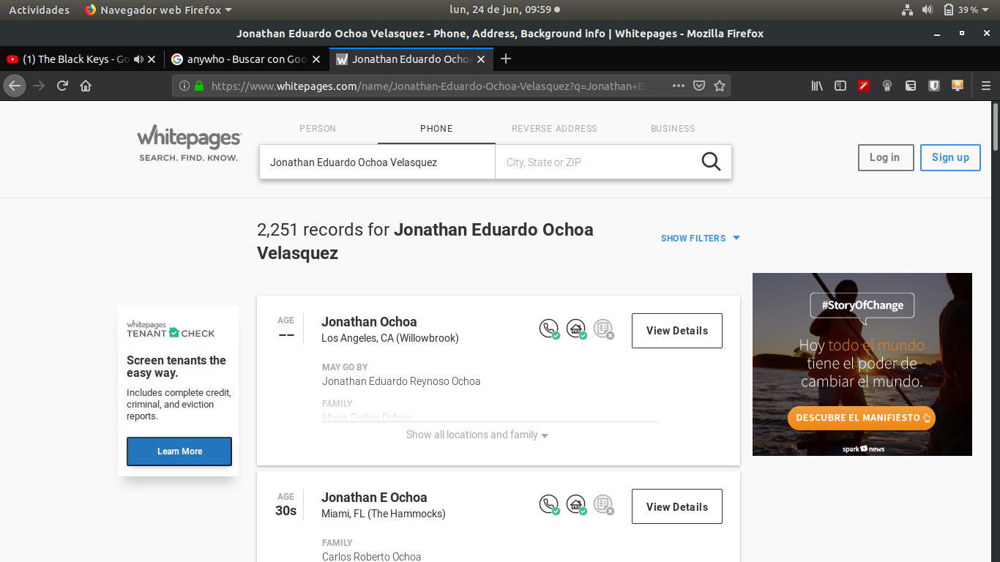 Actividades
Navegador web Firefox
lun, 24 de jun, 09:59
39 %
Jonathan Eduardo Ochoa Velasquez - Phone, Address, Background info | Whitepages - Mozilla Firefox
(1) The Black Keys - Go
anywho - Buscar con Goo
Jonathan Eduardo Ochoa
https://www.whitepages.com/name/Jonathan-Eduardo-Ochoa-Velasquez?q=Jonathan+E
whitepages
SEARCH. FIND. KNOW.
PERSON
PHONE
REVERSE ADDRESS
BUSINESS
Jonathan Eduardo Ochoa Velasquez
City, State or ZIP
Log in
Sign up
2,251 records for Jonathan Eduardo Ochoa
Velasquez
SHOW FILTERS
whitepages
TENANT CHECK
Screen tenants the
easy way.
Includes complete credit,
criminal, and eviction
reports.
Learn More
AGE
--
Jonathan Ochoa
Los Angeles, CA (Willowbrook)
View Details
MAY GO BY
Jonathan Eduardo Reynoso Ochoa
FAMILY
Maria Esther Ochoa
Show all locations and family
AGE
30s
Jonathan E Ochoa
Miami, FL (The Hammocks)
View Details
FAMILY
Carlos Roberto Ochoa
#StoryOfChange
Hoy todo el mundo
tiene el poder de
cambiar el mundo.
DESCUBRE EL MANIFIESTO
spark news